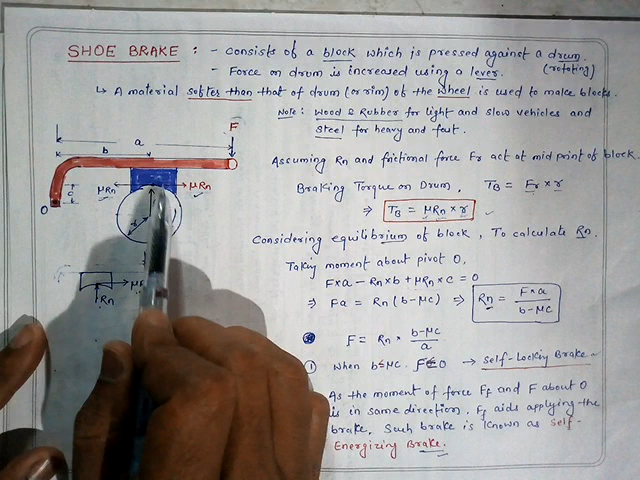 SHOE BRAKE : - Consists of a block which is pressed against a drum.
(rotating)
- Force on drum is increased using a lever.
↳ A material softer than that of drum (or rim) of the wheel is used to make blocks.
Note: Wood & Rubber for light and slow vehicles and
steel for heavy and fast.
F
a
b
c
O
μRn
μRn
Rn
Assuming Rn and frictional force Fr act at mid point of block.
Braking Torque on Drum, TB = Fr × r
⇒ TB = μRn × r
Considering equilibrium of block, To calculate Rn.
Taking moment about pivot O,
F×a − Rn×b + μRn × c = 0
⇒ Fa = Rn (b−μc) ⇒ Rn = F×a / b−μc
F = Rn × b−μc / a
① When b≤μc. F≤0 → Self-Locking Brake
As the moment of force Ff and F about O
is in same direction, Ff aids applying the
brake. Such brake is known as Self-
Energizing Brake.